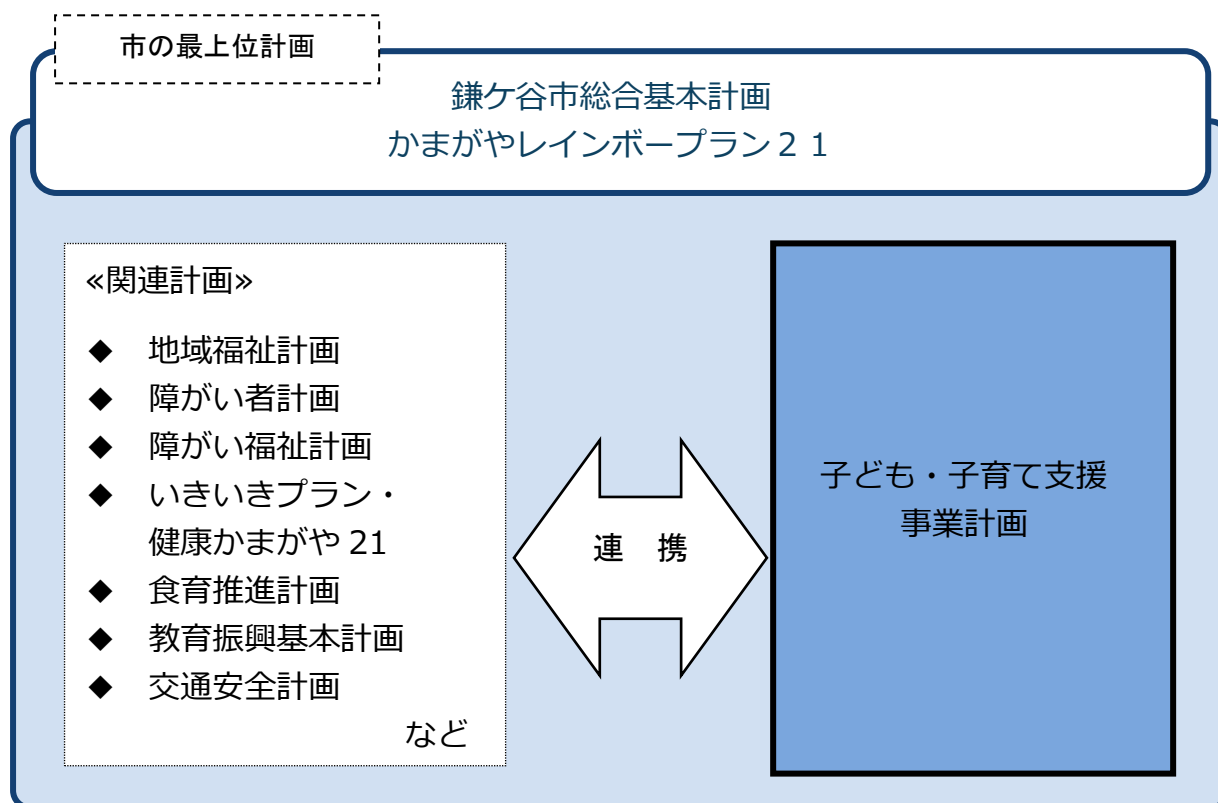 市の最上位計画
鎌ケ谷市総合基本計画
かまがやレインボープラン２１
≪関連計画≫
◆ 地域福祉計画
◆ 障がい者計画
◆ 障がい福祉計画
◆ いきいきプラン・
健康かまがや 21
◆ 食育推進計画
◆ 教育振興基本計画
◆ 交通安全計画
など
連　携
子ども・子育て支援
事業計画